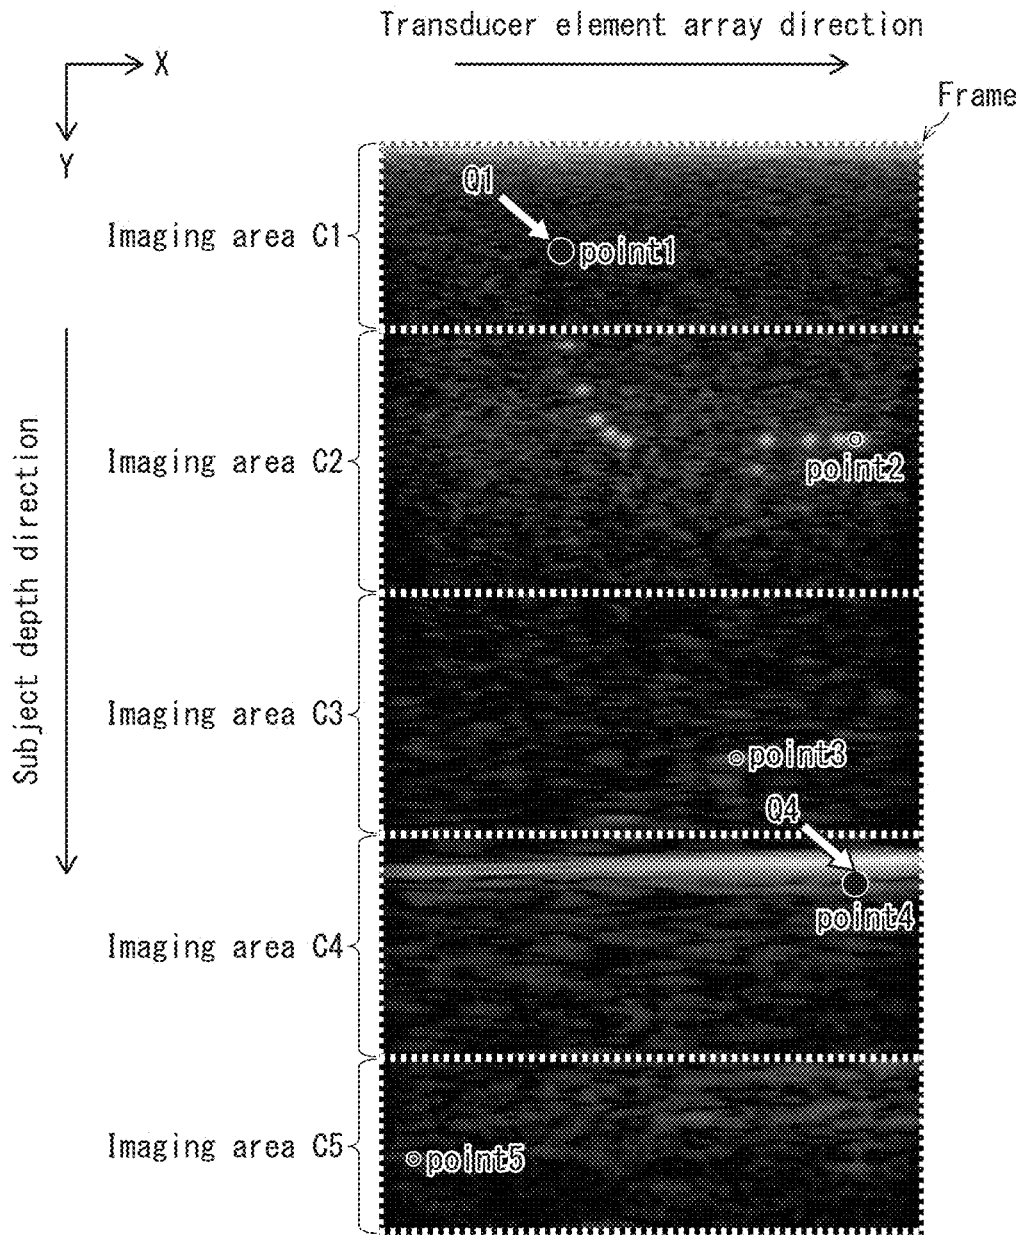 Transducer element array direction
X
Frame
Y
Q1
Imaging area C1
point1
Subject depth direction
Imaging area C2
point2
Imaging area C3
point3
Q4
point4
Imaging area C4
Imaging area C5
point5